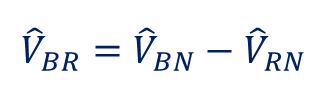 V̂_BR = V̂_BN − V̂_RN